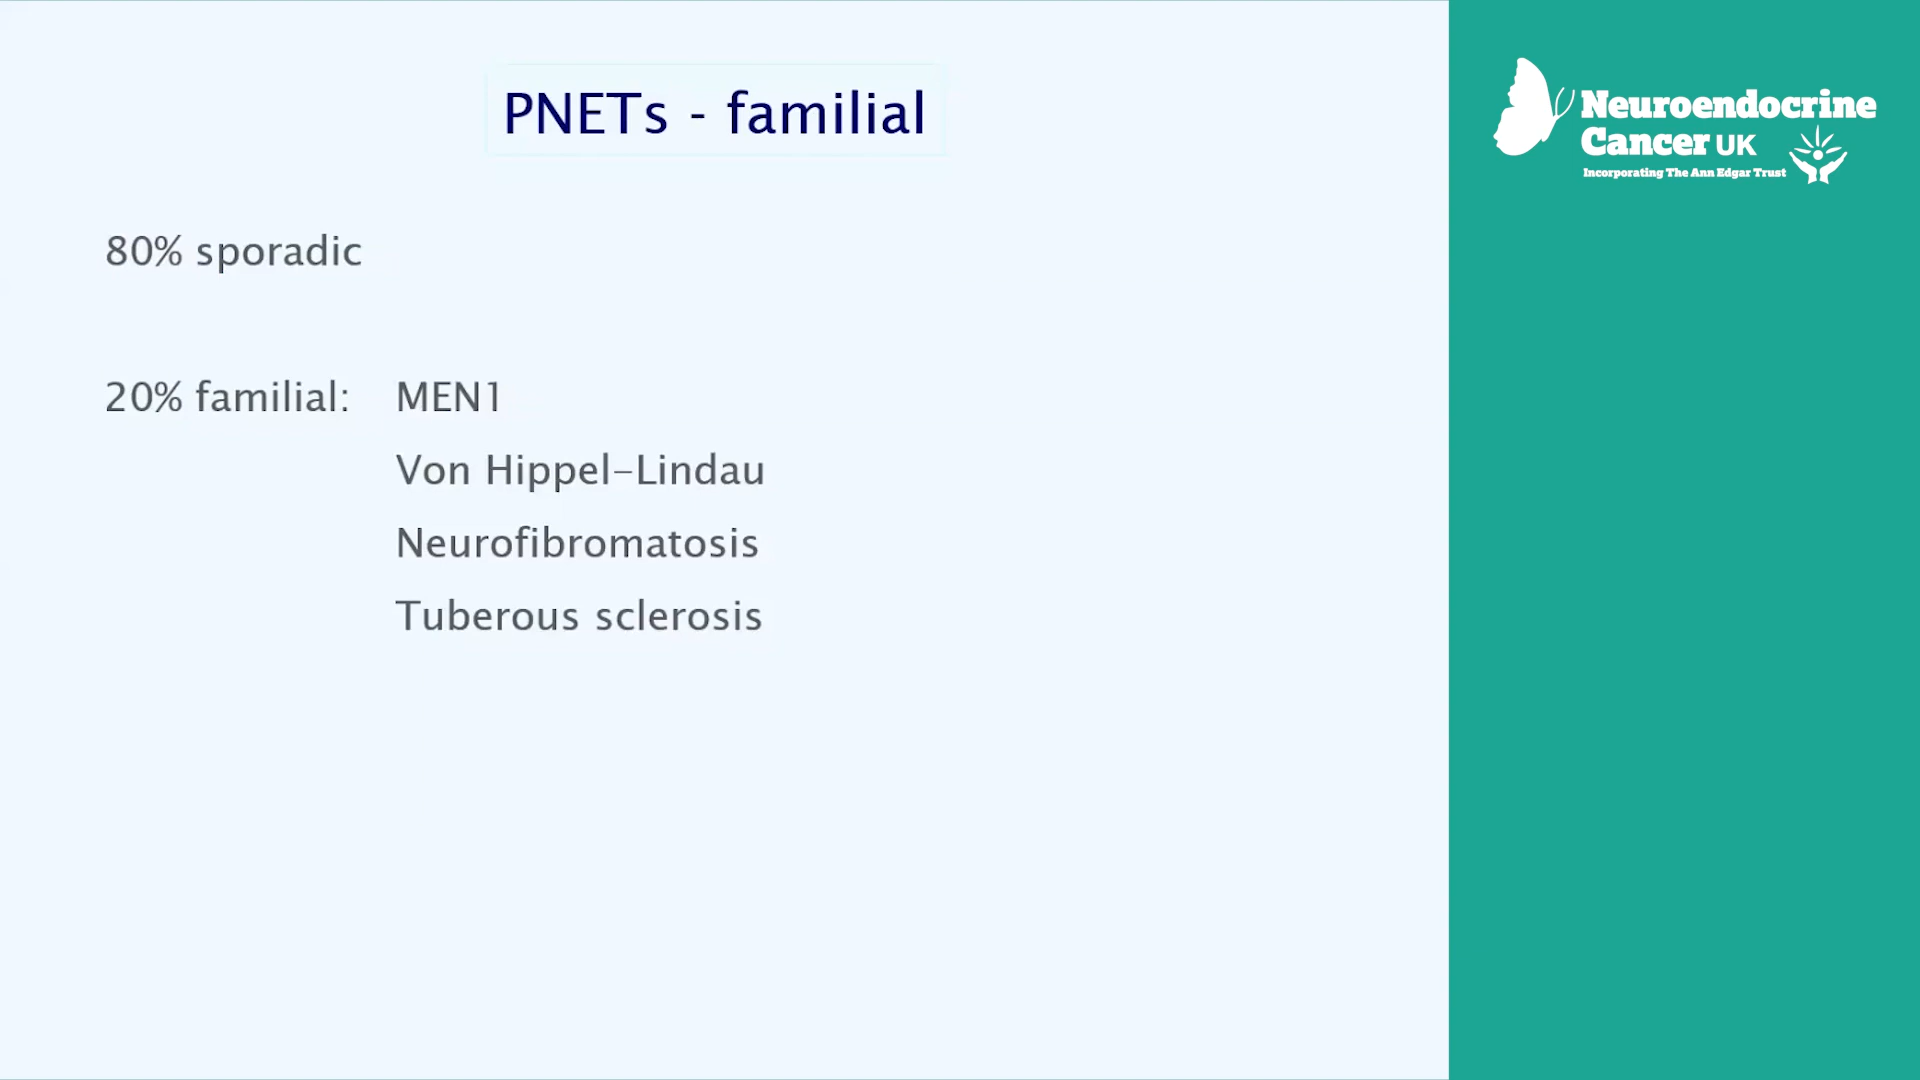 PNETs - familial
80% sporadic
20% familial: MEN1
Von Hippel-Lindau
Neurofibromatosis
Tuberous sclerosis
Neuroendocrine
Cancer UK
Incorporating The Ann Edgar Trust